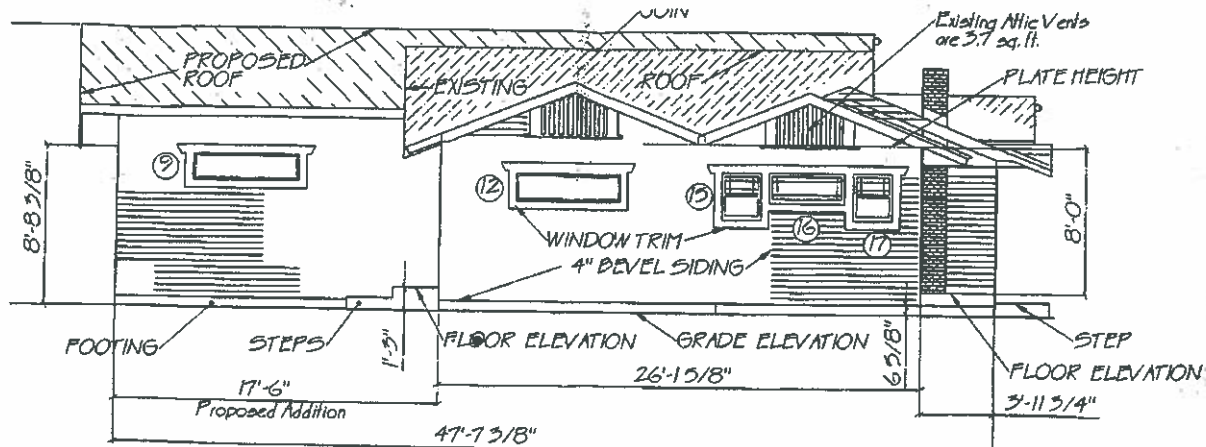 JOIN
Existing Attic Vents
are 3.7 sq. ft.
PROPOSED
ROOF
EXISTING
ROOF
PLATE HEIGHT
9
12
15
16
17
8'-8 3/8"
8'-0"
WINDOW TRIM
4" BEVEL SIDING
FOOTING
STEPS
1'-3"
FLOOR ELEVATION
GRADE ELEVATION
6 5/8"
STEP
FLOOR ELEVATION
17'-6"
Proposed Addition
26'-1 5/8"
3'-11 3/4"
47'-7 3/8"